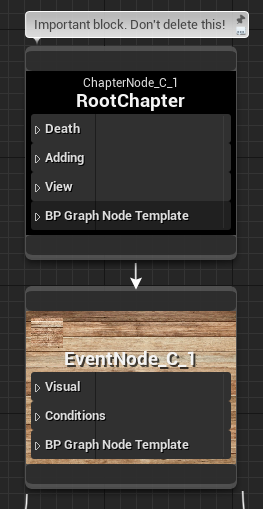 Important block. Don't delete this!
ChapterNode_C_1
RootChapter
Death
Adding
View
BP Graph Node Template
EventNode_C_1
Visual
Conditions
BP Graph Node Template